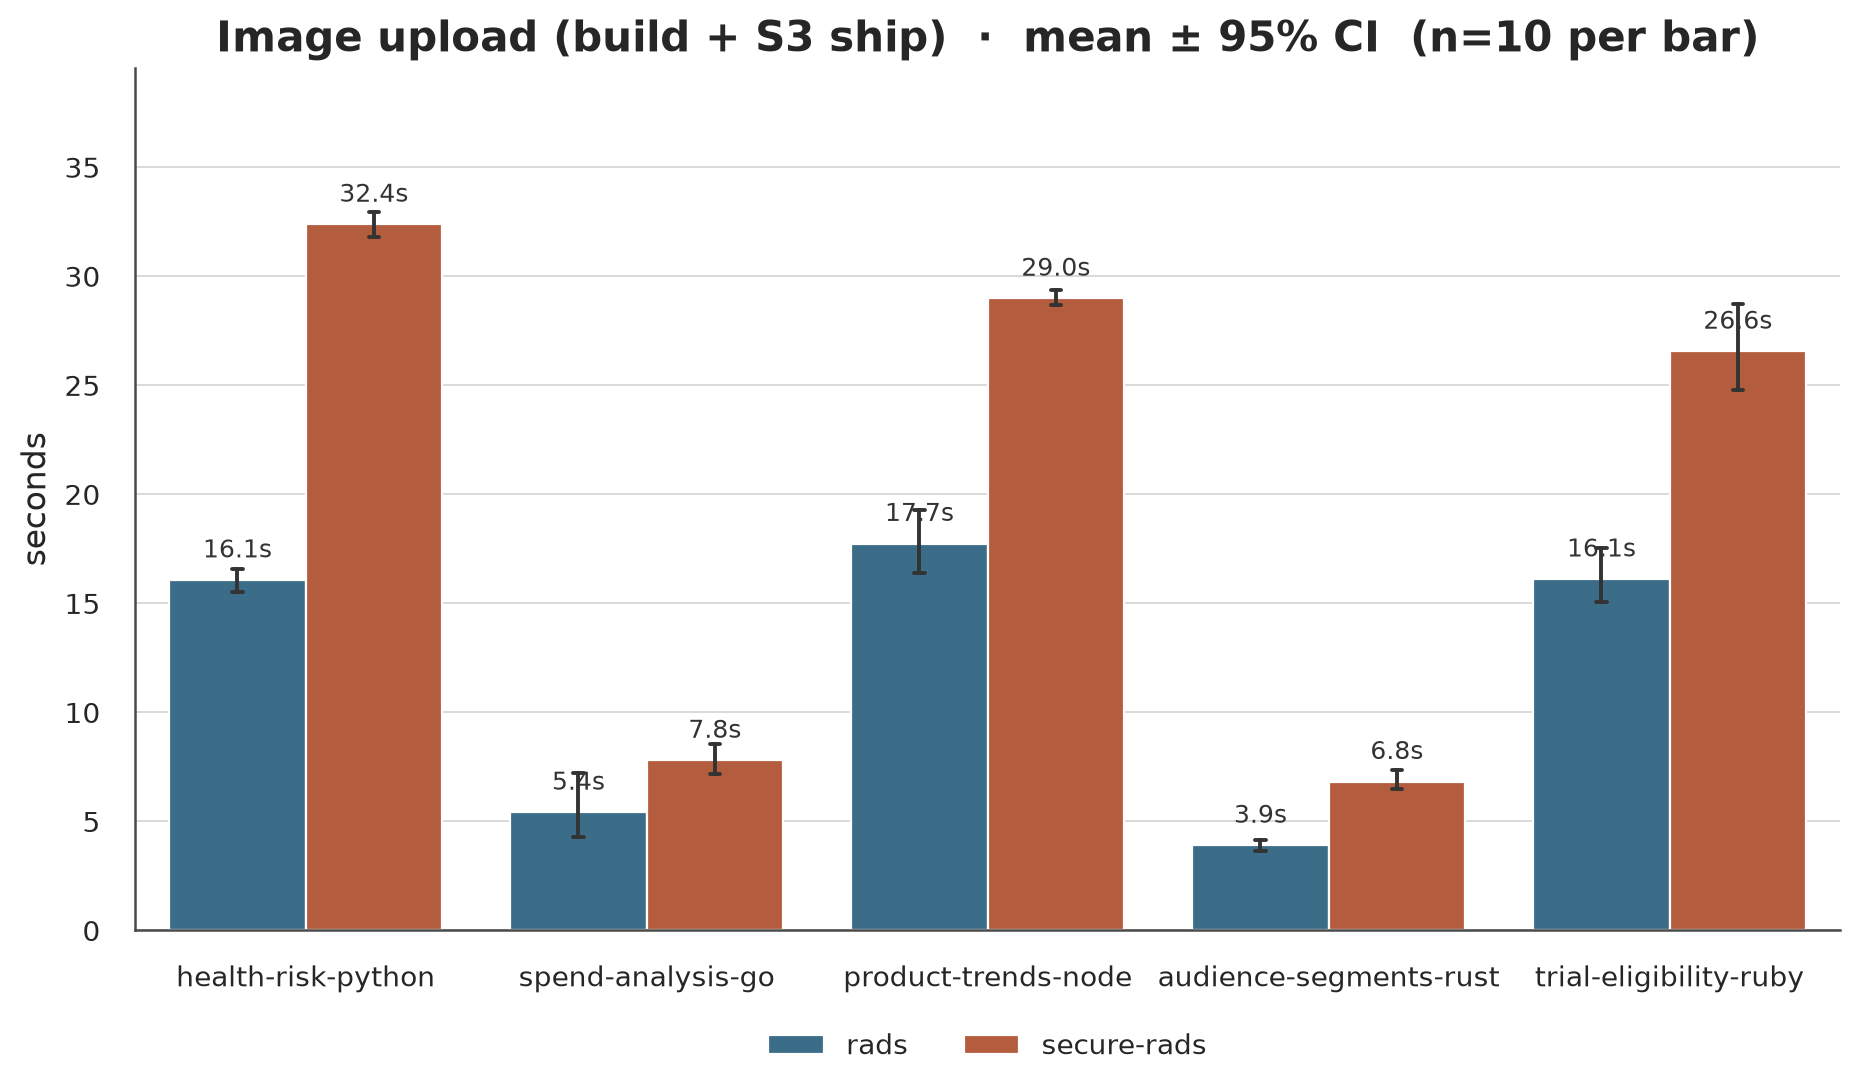 Image upload (build + S3 ship) · mean ± 95% CI (n=10 per bar)
seconds
35
30
25
20
15
10
5
0
16.1s
32.4s
5.4s
7.8s
17.7s
29.0s
3.9s
6.8s
16.1s
26.6s
health-risk-python
spend-analysis-go
product-trends-node
audience-segments-rust
trial-eligibility-ruby
rads
secure-rads